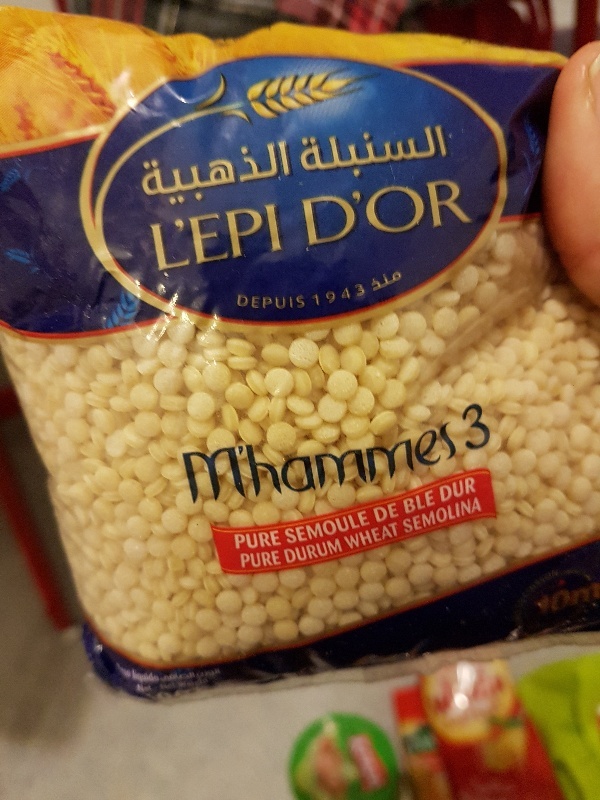 السنبلة الذهبية
L'EPI D'OR
DEPUIS 1943 منذ
M'hammes 3
PURE SEMOULE DE BLE DUR
PURE DURUM WHEAT SEMOLINA